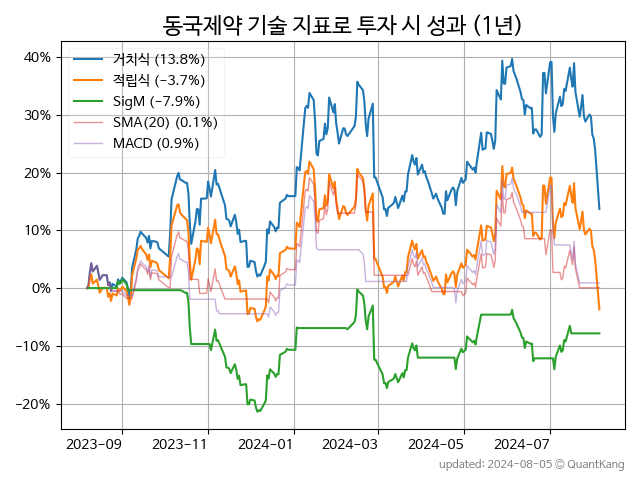 동국제약 기술 지표로 투자 시 성과 (1년)
거치식 (13.8%)
적립식 (−3.7%)
SigM (−7.9%)
SMA(20) (0.1%)
MACD (0.9%)
40%
30%
20%
10%
0%
−10%
−20%
2023-09 2023-11 2024-01 2024-03 2024-05 2024-07
updated: 2024-08-05 © QuantKang